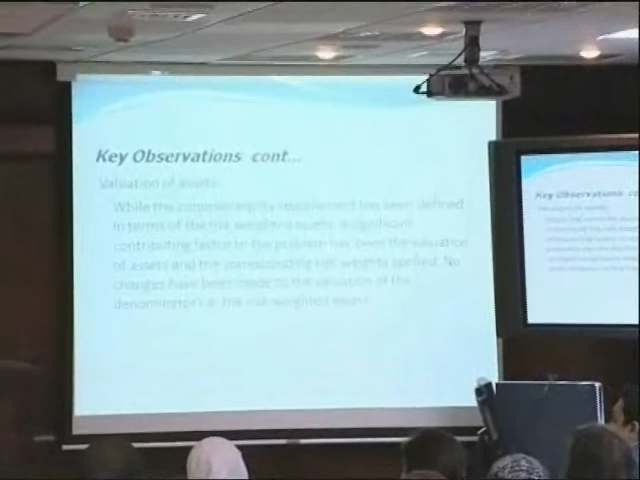 Key Observations cont...
Valuation of assets
While the common equity requirement has been defined
in terms of the risk weighted assets, a significant
contributing factor to the problem has been the valuation
of assets and the corresponding risk weights applied. No
changes have been made to the valuation of the
denominator i.e. the risk weighted assets
Key Observations